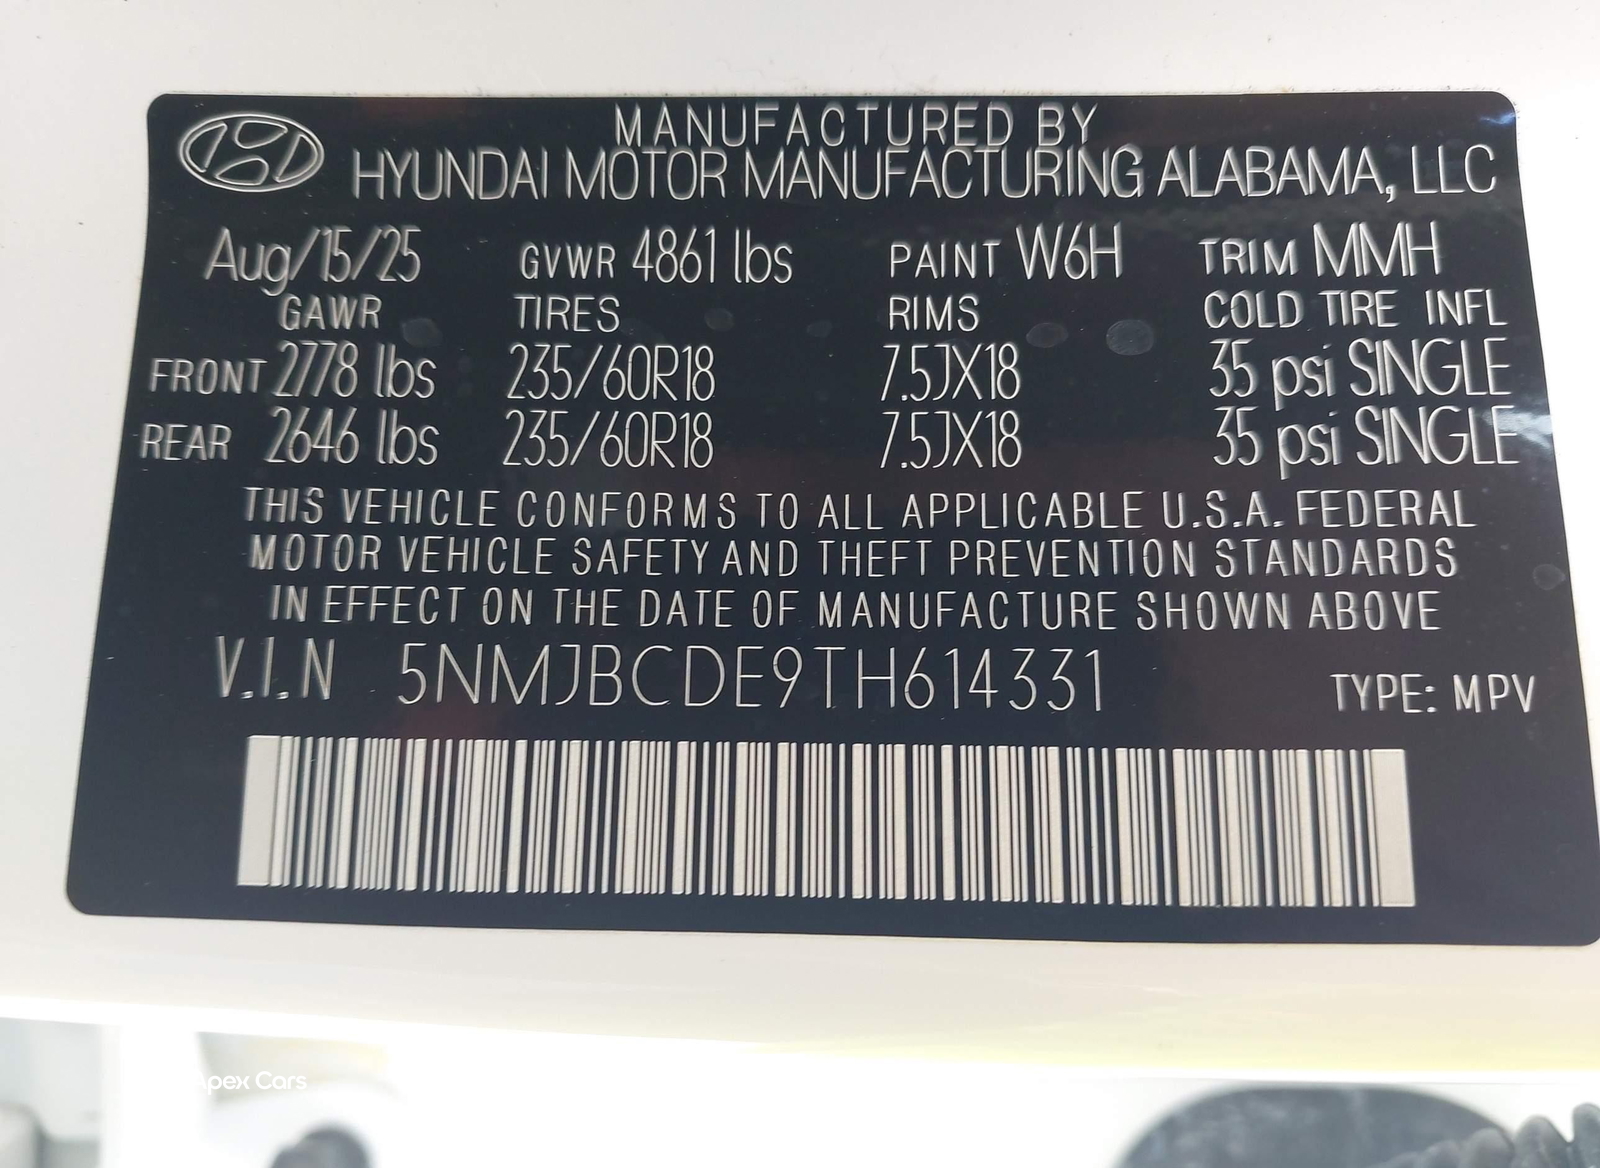 MANUFACTURED BY
HYUNDAI MOTOR MANUFACTURING ALABAMA, LLC
Aug/15/25 GVWR 4861 lbs PAINT W6H TRIM MMH
GAWR TIRES RIMS COLD TIRE INFL
FRONT 2778 lbs 235/60R18 7.5JX18 35 psi SINGLE
REAR 2646 lbs 235/60R18 7.5JX18 35 psi SINGLE
THIS VEHICLE CONFORMS TO ALL APPLICABLE U.S.A. FEDERAL
MOTOR VEHICLE SAFETY AND THEFT PREVENTION STANDARDS
IN EFFECT ON THE DATE OF MANUFACTURE SHOWN ABOVE
V.I.N 5NMJBCDE9TH614331 TYPE: MPV
Apex Cars